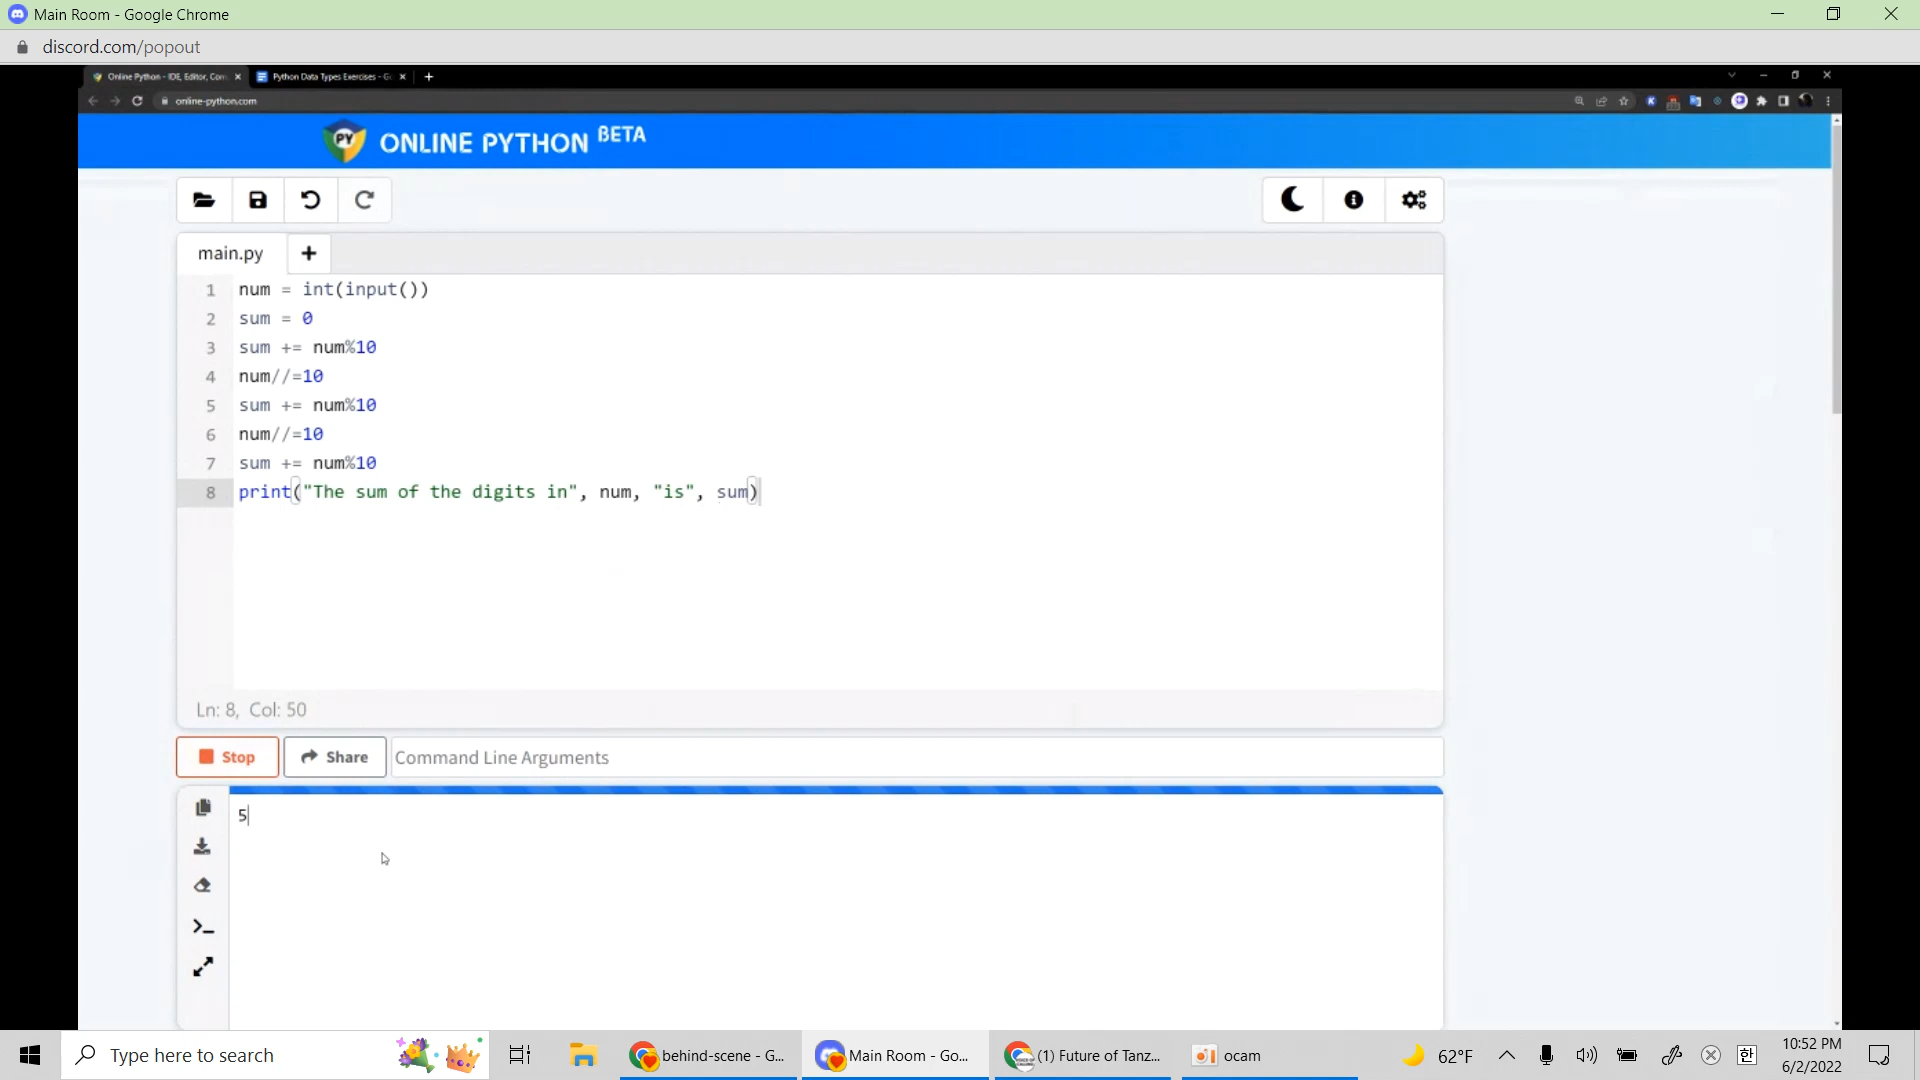 Main Room - Google Chrome
discord.com/popout
Online Python - IDE, Editor, Com
Python Data Types Exercises - G
online-python.com
PY ONLINE PYTHON BETA
main.py
1 num = int(input())
2 sum = 0
3 sum += num%10
4 num//=10
5 sum += num%10
6 num//=10
7 sum += num%10
8 print("The sum of the digits in", num, "is", sum)
Ln: 8, Col: 50
Stop
Share
Command Line Arguments
5
Type here to search
behind-scene - G...
Main Room - Go...
(1) Future of Tanz...
ocam
62°F
한
10:52 PM
6/2/2022